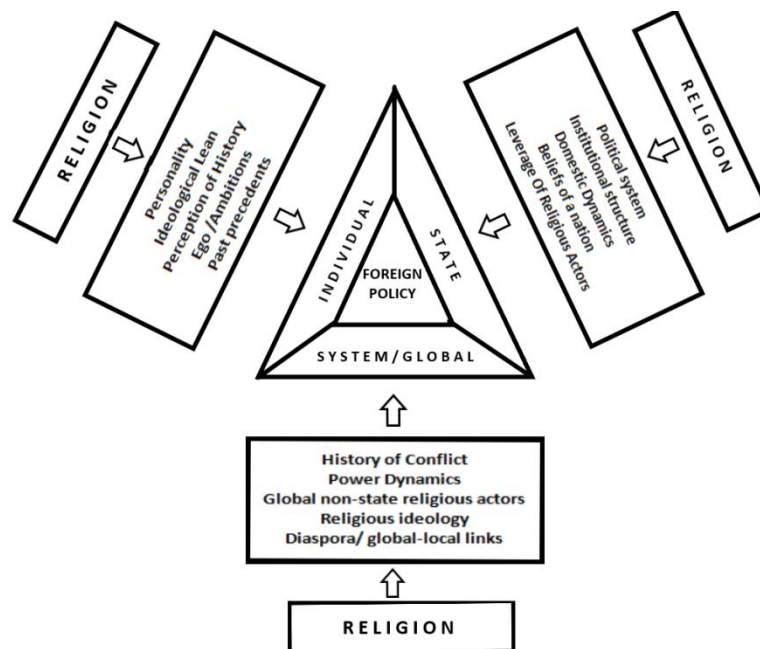 RELIGION
Personality
Ideological Lean
Perception of History
Ego /Ambitions
Past precedents
INDIVIDUAL
STATE
FOREIGN
POLICY
SYSTEM/GLOBAL
RELIGION
Political system
Institutional structure
Domestic Dynamics
Beliefs of a nation
Leverage Of Religious Actors
History of Conflict
Power Dynamics
Global non-state religious actors
Religious ideology
Diaspora/ global-local links
RELIGION